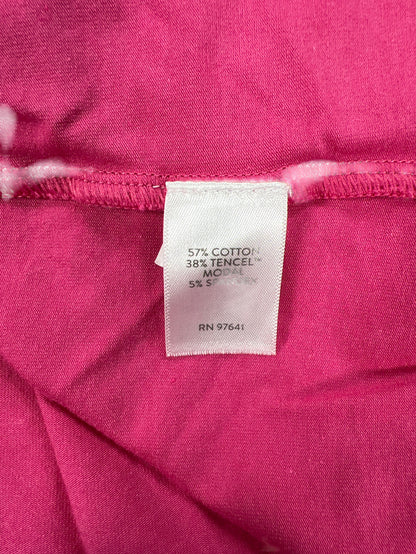 57% COTTON
38% TENCEL™
MODAL
5% SPANDEX
RN 97641